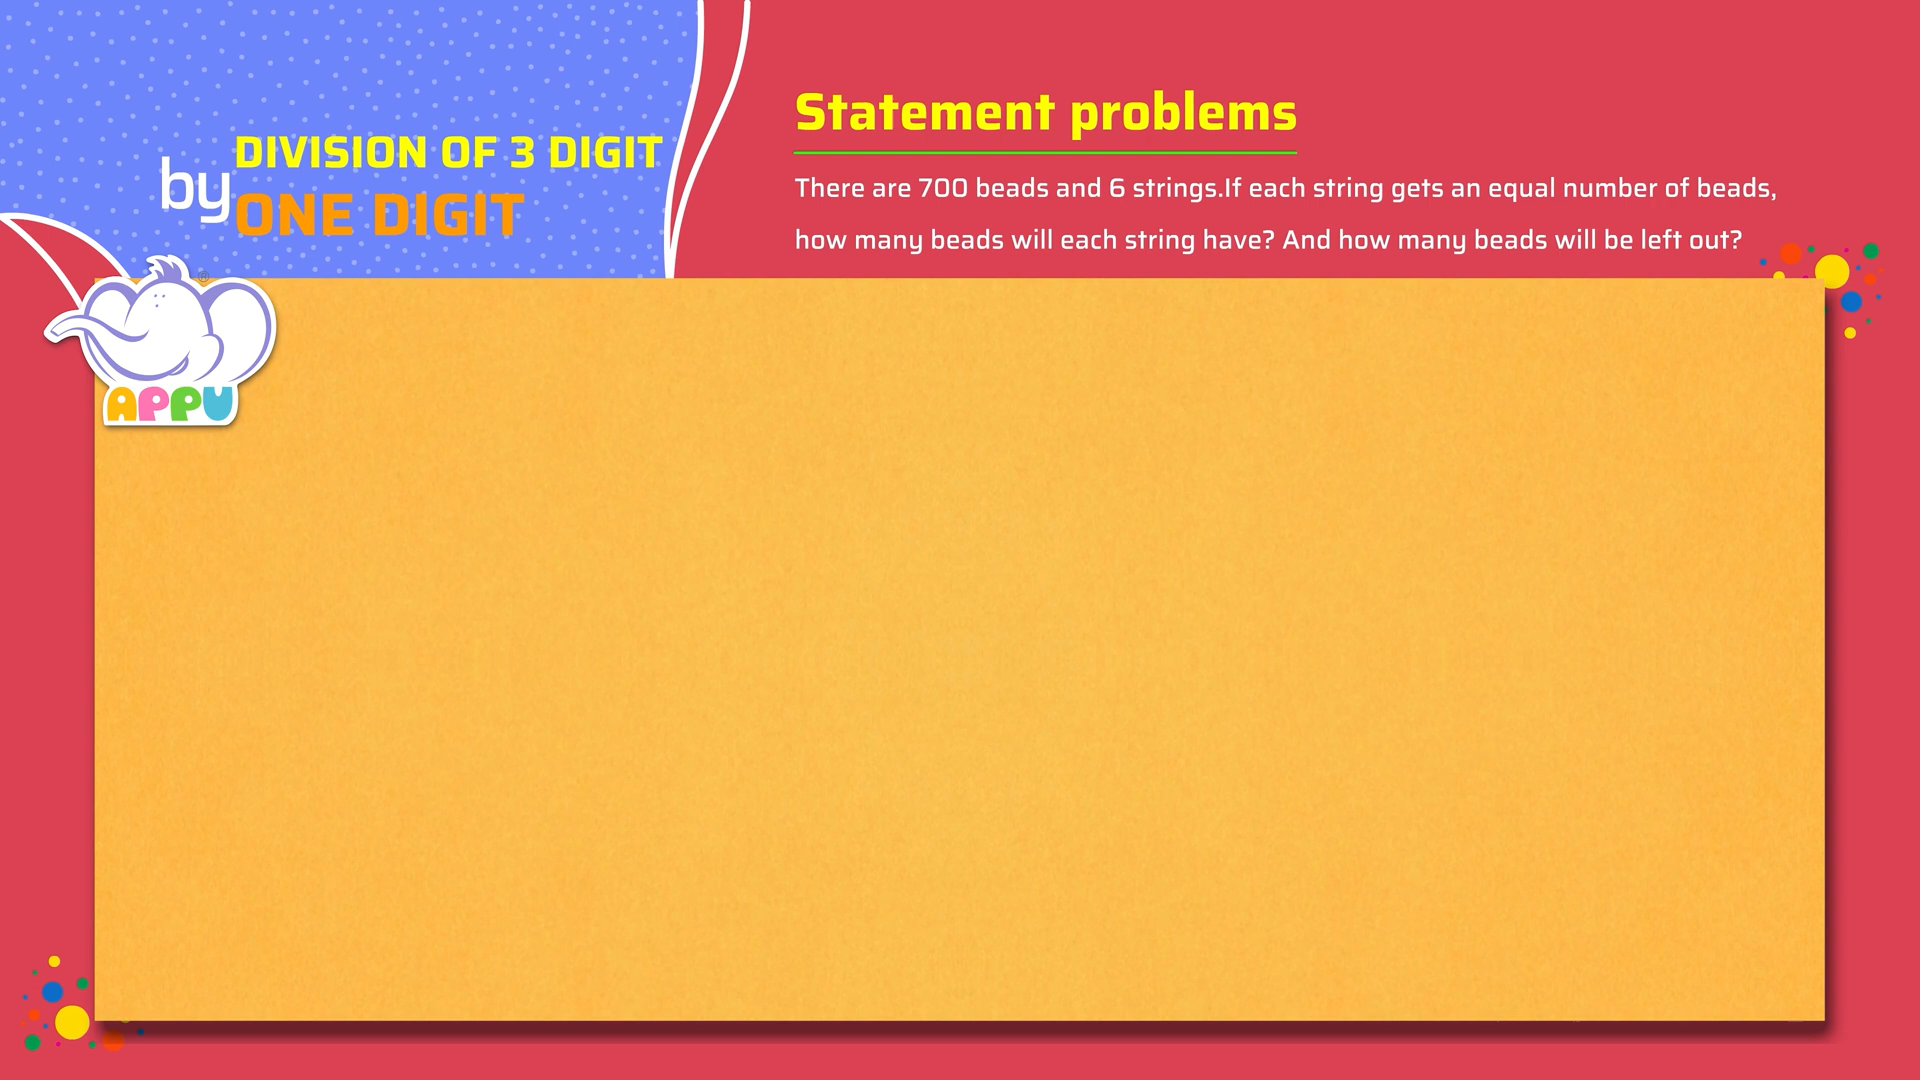 DIVISION OF 3 DIGIT
by
ONE DIGIT
Statement problems
There are 700 beads and 6 strings.If each string gets an equal number of beads,
how many beads will each string have? And how many beads will be left out?
®
APPU